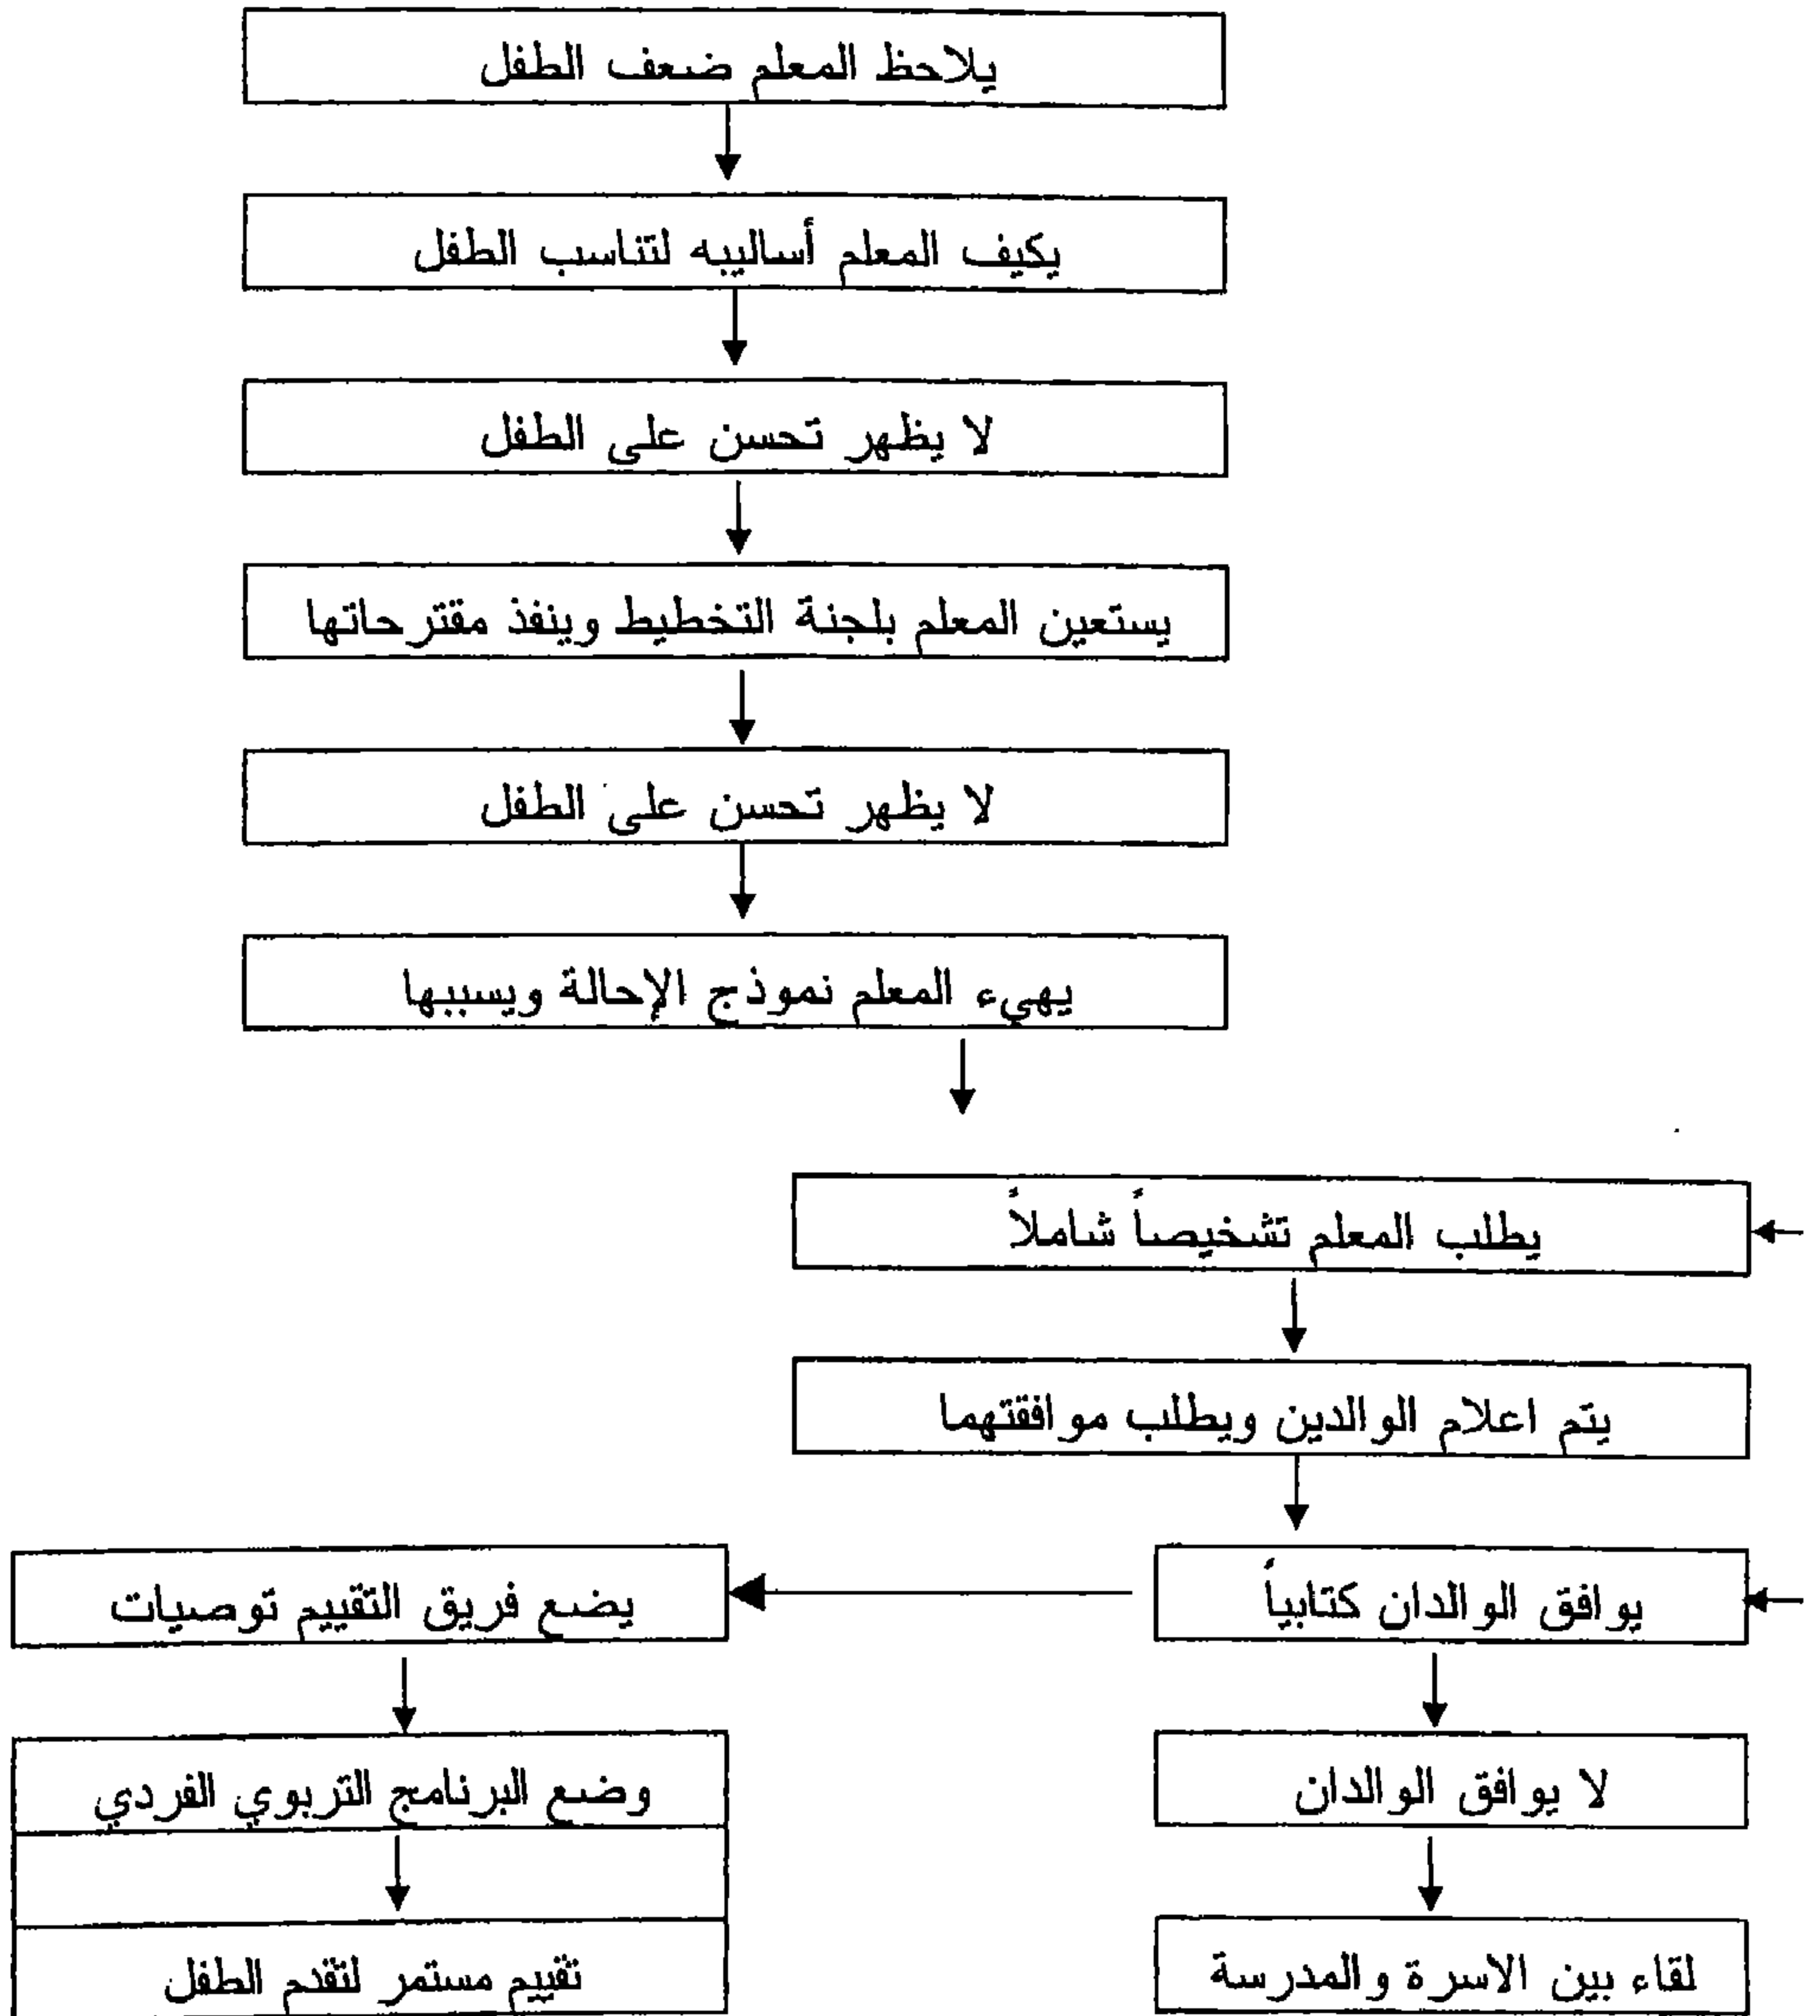 يلاحظ المعلم ضعف الطفل
يكيف المعلم أساليبه لتتناسب الطفل
لا يظهر تحسن على الطفل
يستعين المعلم بلجنة التخطيط وينفذ مقترحاتها
لا يظهر تحسن على الطفل
يهيء المعلم نموذج الإحالة ويسببها
يطلب المعلم تشخيصاً شاملاً
يتم اعلام الوالدين ويطلب موافقتهما
يوافق الوالدان كتابياً
يضع فريق التقييم توصيات
لا يوافق الوالدان
وضع البرنامج التربوي الفردي
لقاء بين الاسرة والمدرسة
تقييم مستمر لتقدم الطفل